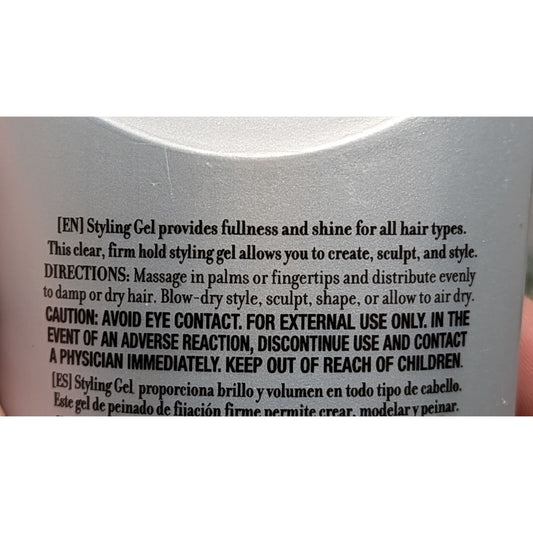 [EN] Styling Gel provides fullness and shine for all hair types.
This clear, firm hold styling gel allows you to create, sculpt, and style.
DIRECTIONS: Massage in palms or fingertips and distribute evenly
to damp or dry hair. Blow-dry style, sculpt, shape, or allow to air dry.
CAUTION: AVOID EYE CONTACT. FOR EXTERNAL USE ONLY. IN THE
EVENT OF AN ADVERSE REACTION, DISCONTINUE USE AND CONTACT
A PHYSICIAN IMMEDIATELY. KEEP OUT OF REACH OF CHILDREN.
[ES] Styling Gel proporciona brillo y volumen en todo tipo de cabello.
Este gel de peinado de fijación firme permite crear, modelar y peinar.